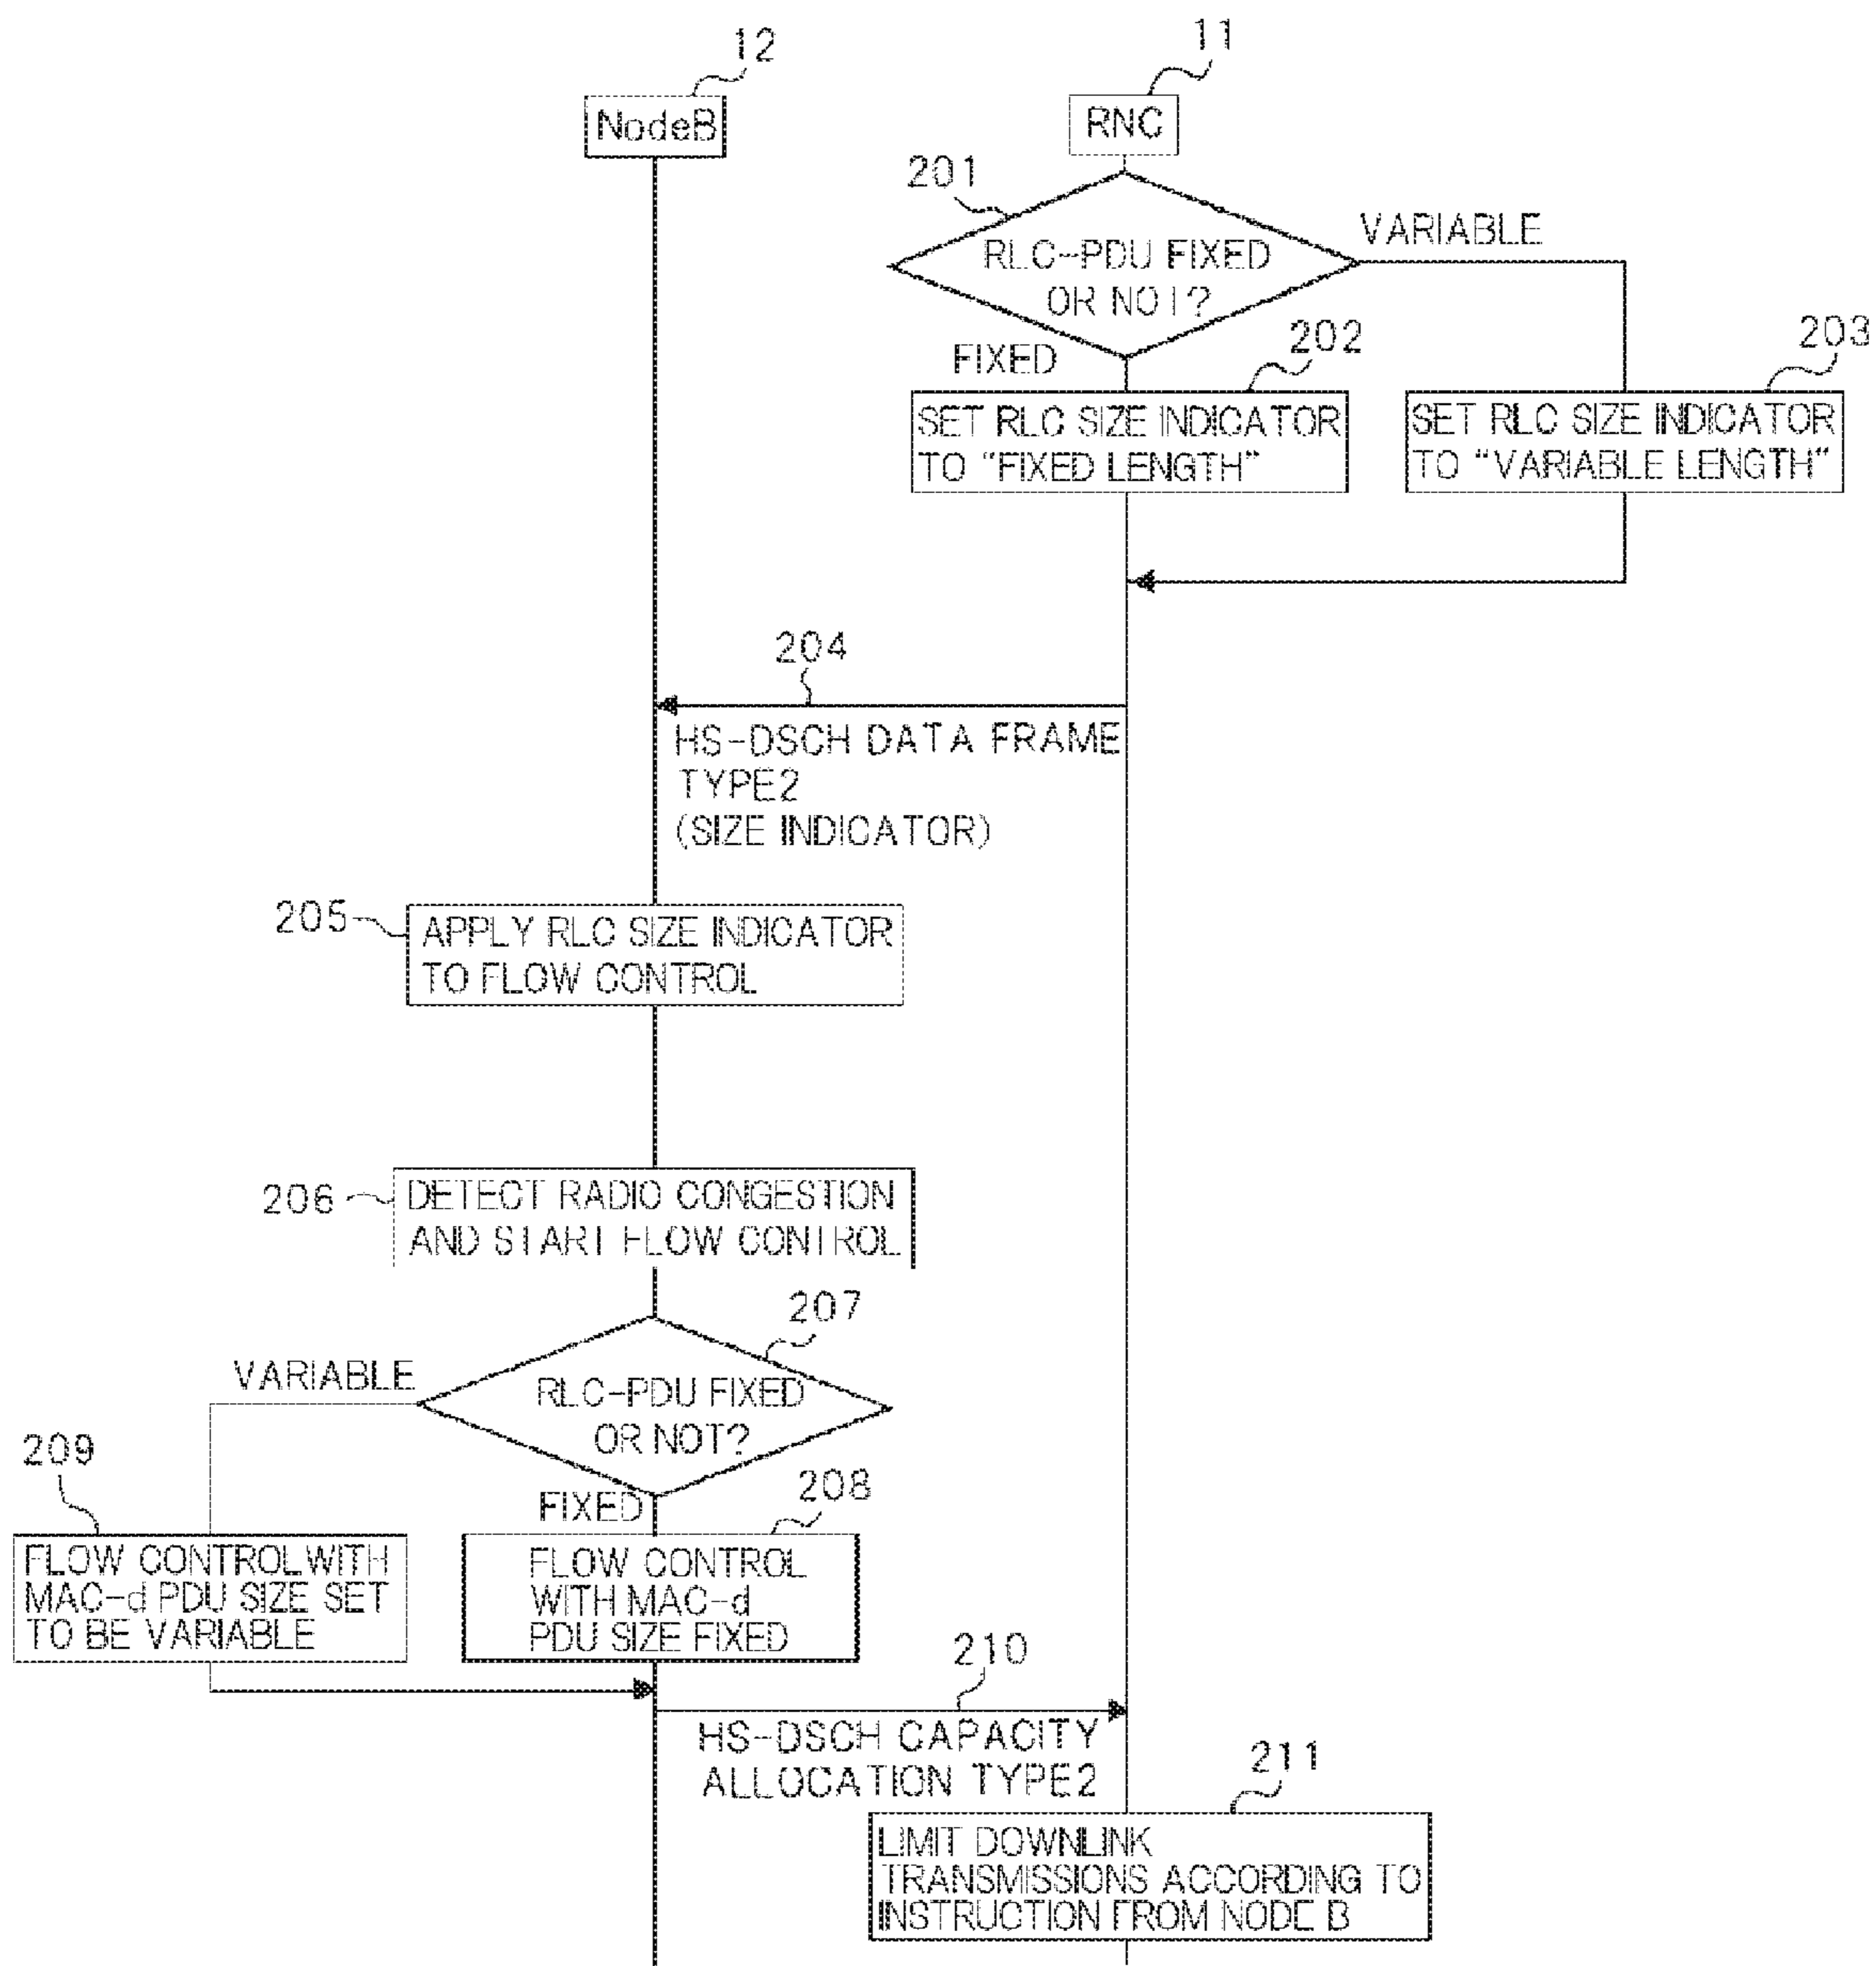 12
11
NodeB
RNC
201
RLC-PDU FIXED
OR NOT?
VARIABLE
FIXED
202
203
SET RLC SIZE INDICATOR
TO "FIXED LENGTH"
SET RLC SIZE INDICATOR
TO "VARIABLE LENGTH"
204
HS-DSCH DATA FRAME
TYPE2
(SIZE INDICATOR)
205
APPLY RLC SIZE INDICATOR
TO FLOW CONTROL
206
DETECT RADIO CONGESTION
AND START FLOW CONTROL
207
VARIABLE
RLC-PDU FIXED
OR NOT?
209
FIXED
208
FLOW CONTROL WITH
MAC-d PDU SIZE SET
TO BE VARIABLE
FLOW CONTROL
WITH MAC-d
PDU SIZE FIXED
210
HS-DSCH CAPACITY
ALLOCATION TYPE2
211
LIMIT DOWNLINK
TRANSMISSIONS ACCORDING TO
INSTRUCTION FROM NODE B